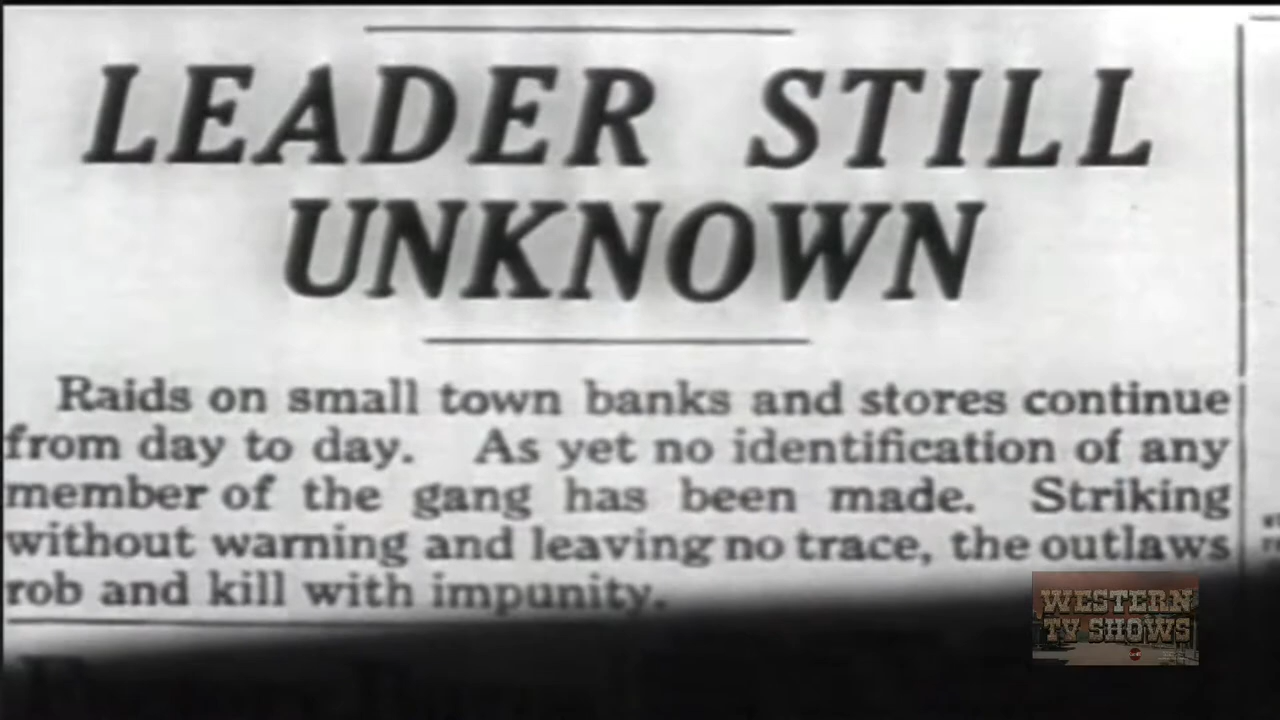 LEADER STILL
UNKNOWN
Raids on small town banks and stores continue
from day to day. As yet no identification of any
member of the gang has been made. Striking
without warning and leaving no trace, the outlaws
rob and kill with impunity.
WESTERN
TV SHOWS